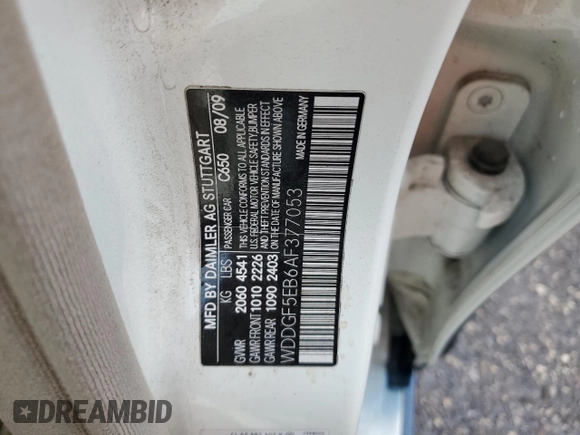 MFD BY DAIMLER AG STUTTGART
KG LBS PASSENGER CAR C650 08/09
GVWR 2060 4541 THIS VEHICLE CONFORMS TO ALL APPLICABLE
GAWR FRONT 1010 2226 U.S. FEDERAL MOTOR VEHICLE SAFETY, BUMPER
GAWR REAR 1090 2403 AND THEFT PREVENTION STANDARDS IN EFFECT
ON THE DATE OF MANUFACTURE SHOWN ABOVE
WDDGF5EB6AF377053 MADE IN GERMANY
DREAMBID